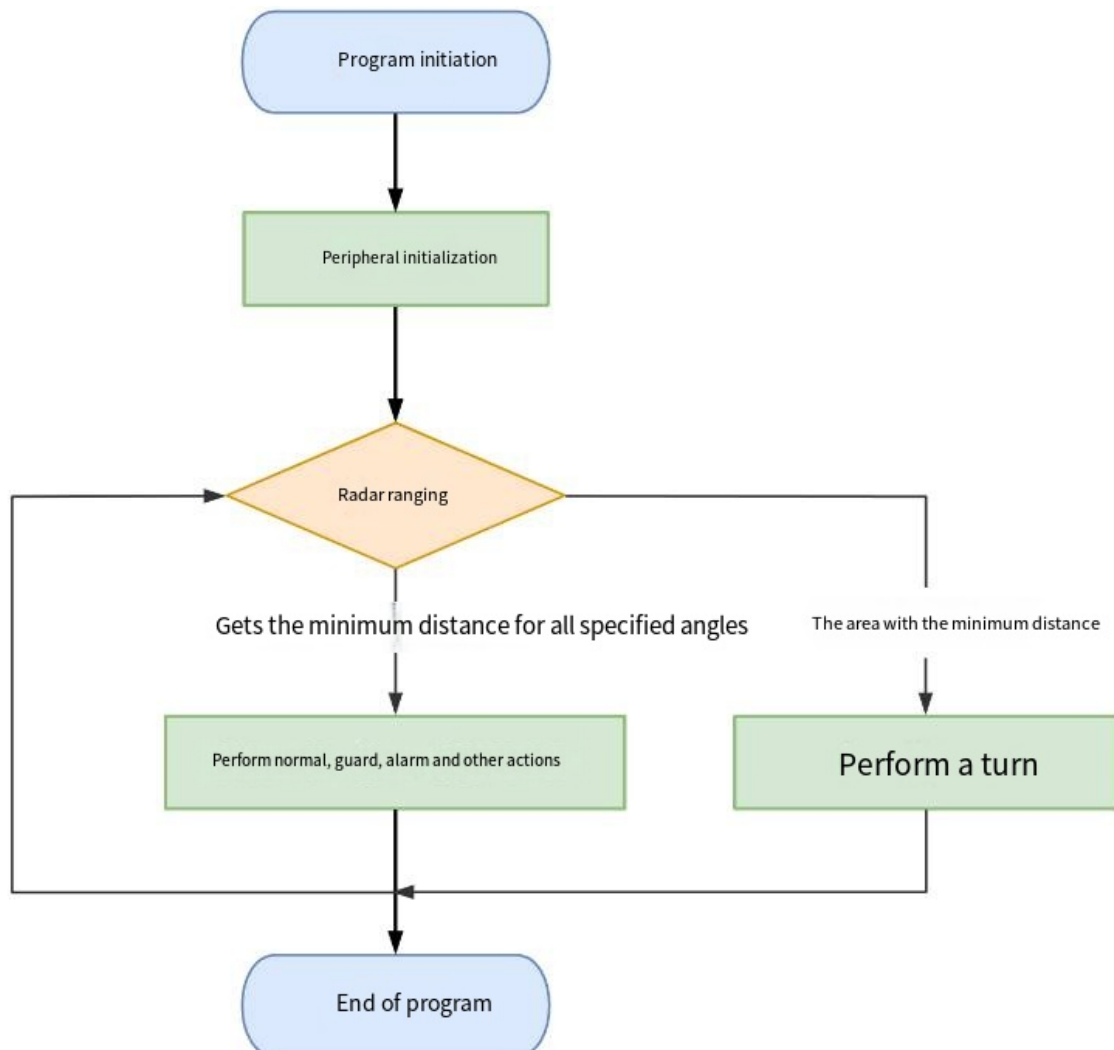 Program initiation
Peripheral initialization
Radar ranging
Gets the minimum distance for all specified angles
The area with the minimum distance
Perform normal, guard, alarm and other actions
Perform a turn
End of program